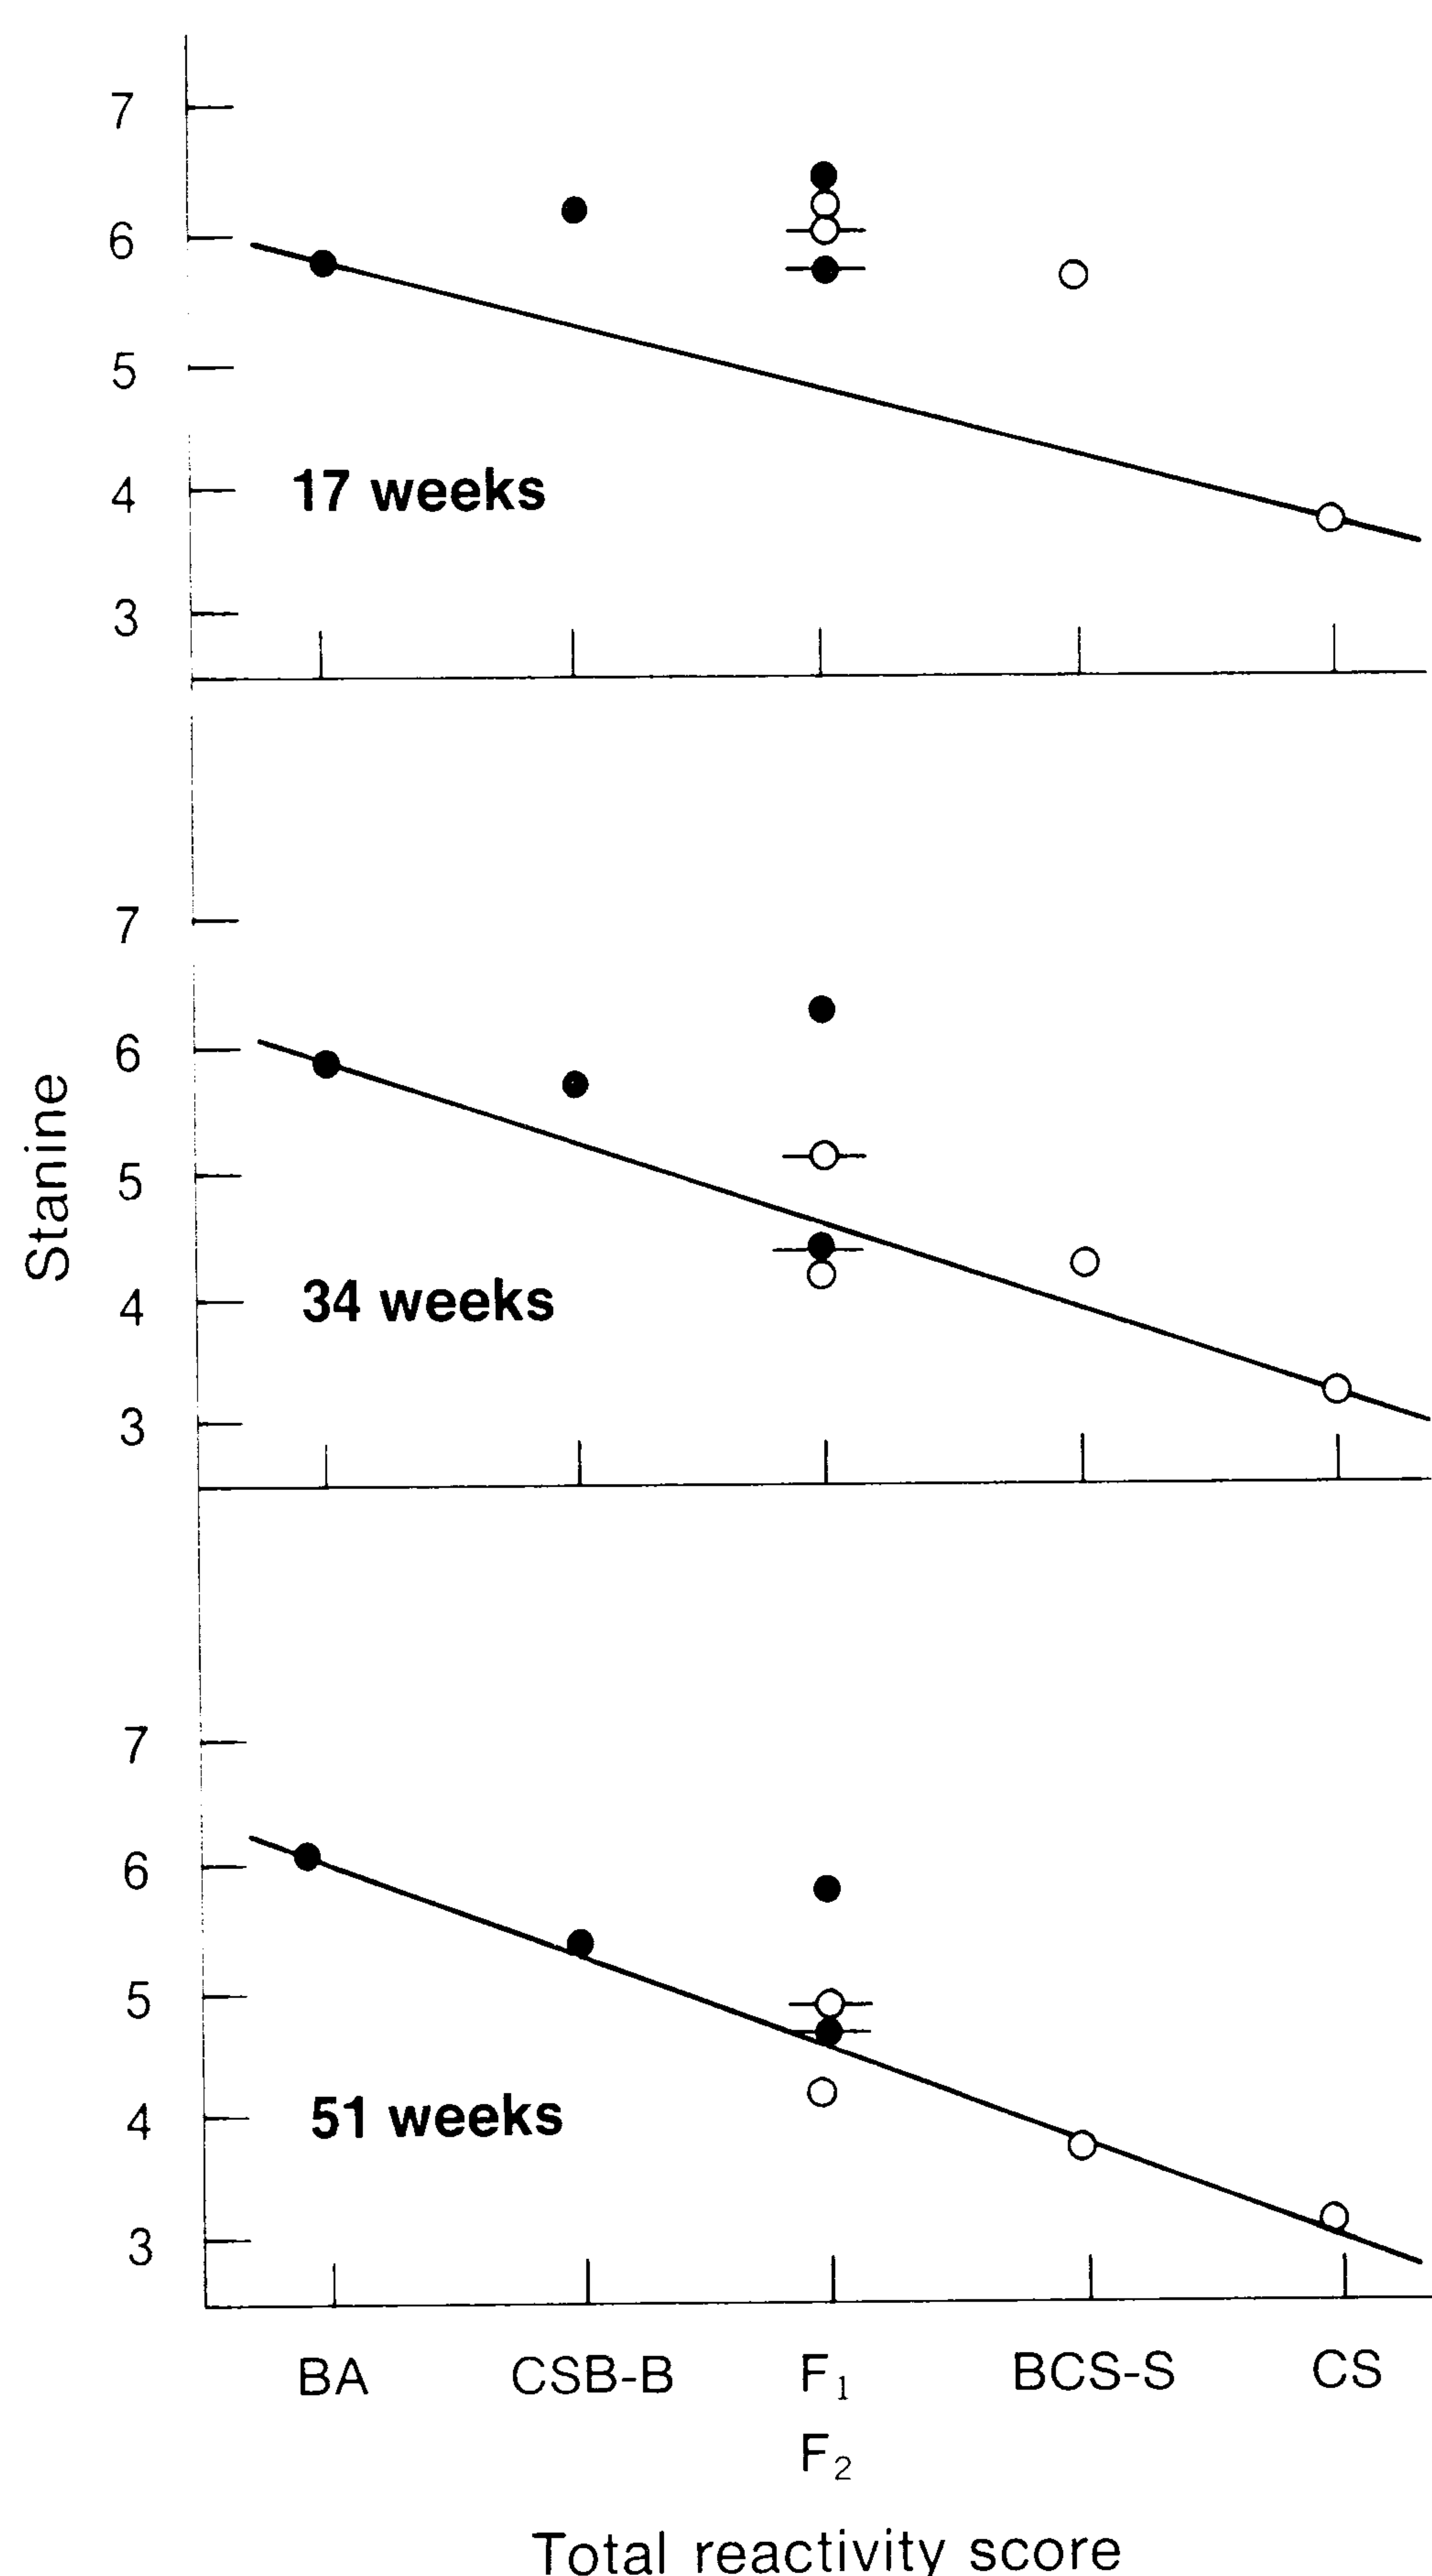 7
6
5
4
3
17 weeks
7
6
5
4
3
34 weeks
Stanine
7
6
5
4
3
51 weeks
BA CSB-B F₁ BCS-S CS
F₂
Total reactivity score